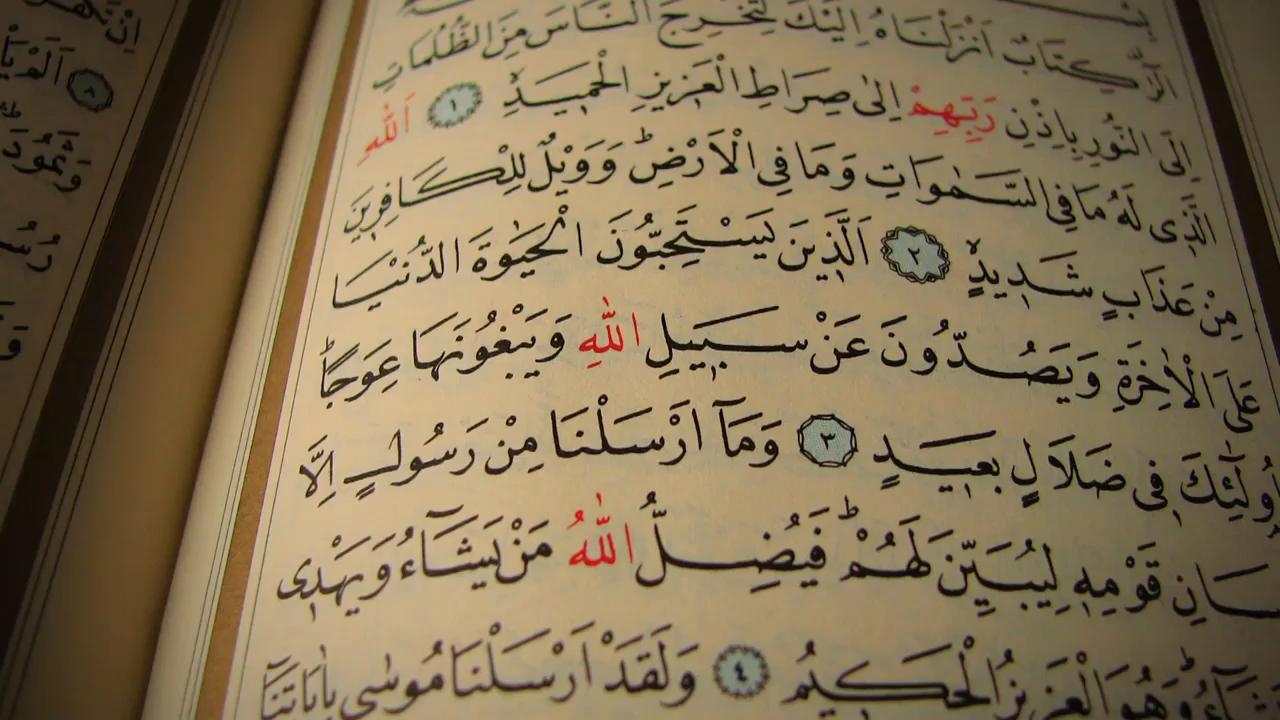 الٓرٰ كِتَابٌ اَنْزَلْنَاهُ اِلَيْكَ لِتُخْرِجَ النَّاسَ مِنَ الظُّلُمَاتِ
اِلَى النُّورِ بِاِذْنِ رَبِّهِمْ اِلٰى صِرَاطِ الْعَزِيزِ الْحَمِيدِۙ ١ اَللّٰهِ
الَّذِى لَهُ مَا فِى السَّمٰوَاتِ وَمَا فِى الْاَرْضِۜ وَوَيْلٌ لِلْكَافِرِينَ
مِنْ عَذَابٍ شَدِيدٍۙ ٢ اَلَّذِينَ يَسْتَحِبُّونَ الْحَيٰوةَ الدُّنْيَا
عَلَى الْاٰخِرَةِ وَيَصُدُّونَ عَنْ سَبِيلِ اللّٰهِ وَيَبْغُونَهَا عِوَجًاۜ
اُولٰٓئِكَ فِى ضَلَالٍ بَعِيدٍ ٣ وَمَآ اَرْسَلْنَا مِنْ رَسُولٍ اِلَّا
سَانِ قَوْمِهِ لِيُبَيِّنَ لَهُمْۜ فَيُضِلُّ اللّٰهُ مَنْ يَشَآءُ وَيَهْدِى
يَشَآءُۜ وَهُوَ الْعَزِيزُ الْحَكِيمُ ٤ وَلَقَدْ اَرْسَلْنَا مُوسٰى بِاٰيَاتِنَآ